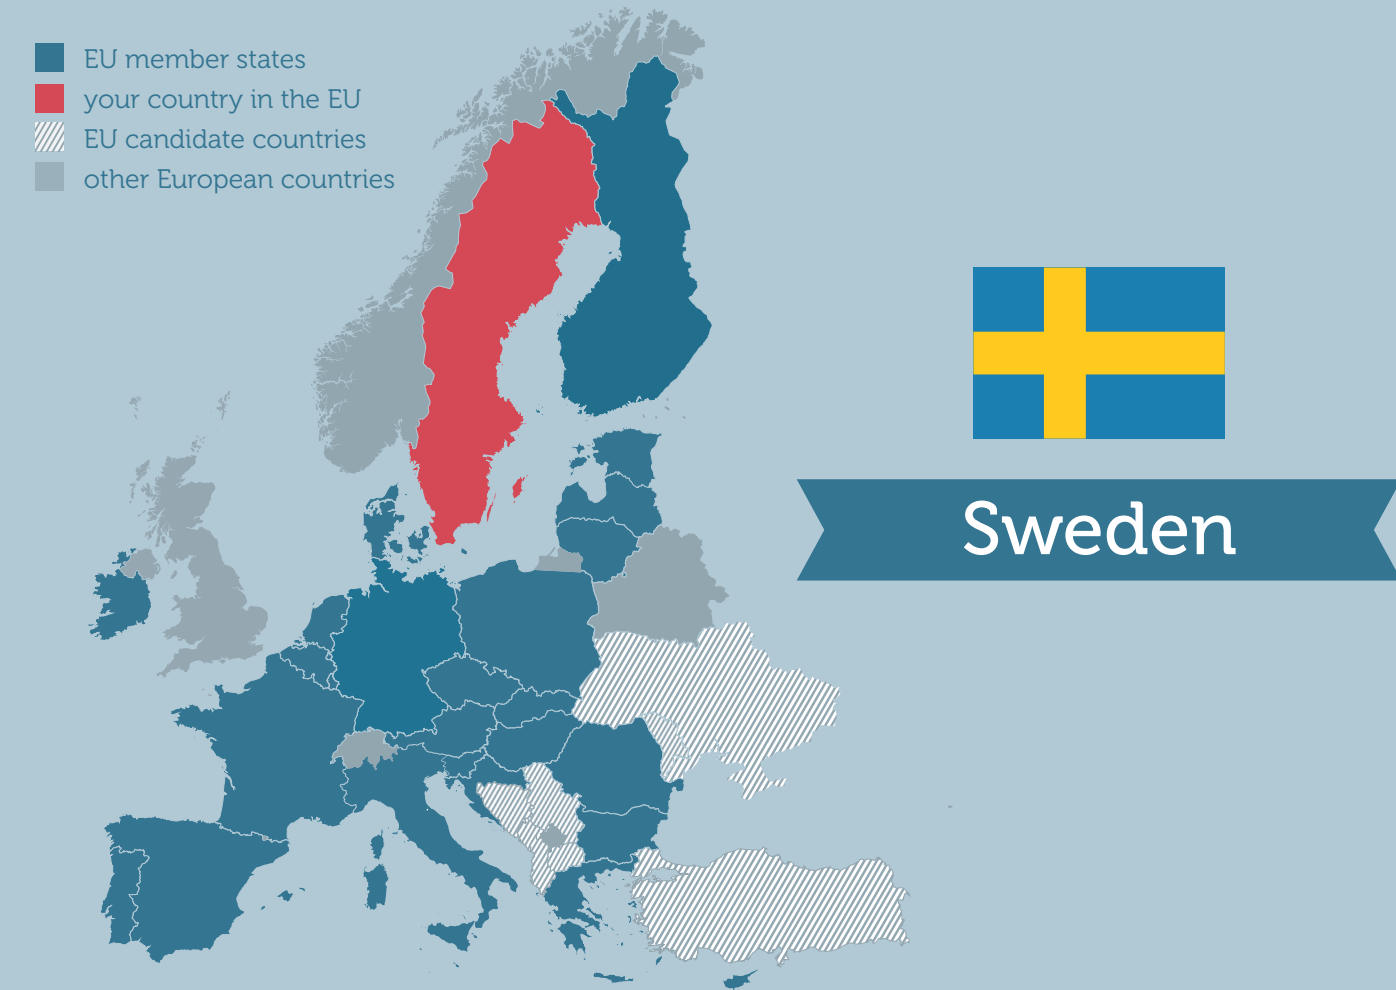 EU member states
your country in the EU
EU candidate countries
other European countries
Sweden